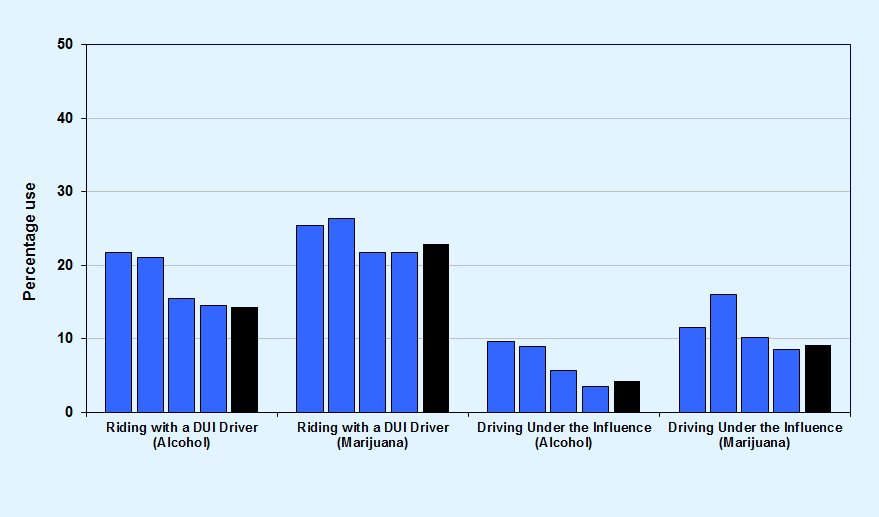 50
40
30
20
10
0
Percentage use
Riding with a DUI Driver
(Alcohol)
Riding with a DUI Driver
(Marijuana)
Driving Under the Influence
(Alcohol)
Driving Under the Influence
(Marijuana)